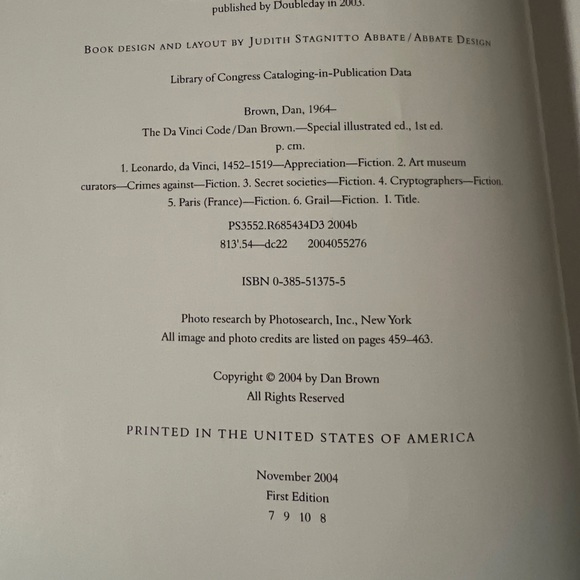 published by Doubleday in 2003.
BOOK DESIGN AND LAYOUT BY JUDITH STAGNITTO ABBATE/ABBATE DESIGN
Library of Congress Cataloging-in-Publication Data
Brown, Dan, 1964–
The Da Vinci Code/Dan Brown.—Special illustrated ed., 1st ed.
p. cm.
1. Leonardo, da Vinci, 1452–1519—Appreciation—Fiction. 2. Art museum
curators—Crimes against—Fiction. 3. Secret societies—Fiction. 4. Cryptographers—Fiction.
5. Paris (France)—Fiction. 6. Grail—Fiction. 1. Title.
PS3552.R685434D3 2004b
813'.54—dc22 2004055276
ISBN 0-385-51375-5
Photo research by Photosearch, Inc., New York
All image and photo credits are listed on pages 459–463.
Copyright © 2004 by Dan Brown
All Rights Reserved
PRINTED IN THE UNITED STATES OF AMERICA
November 2004
First Edition
7 9 10 8